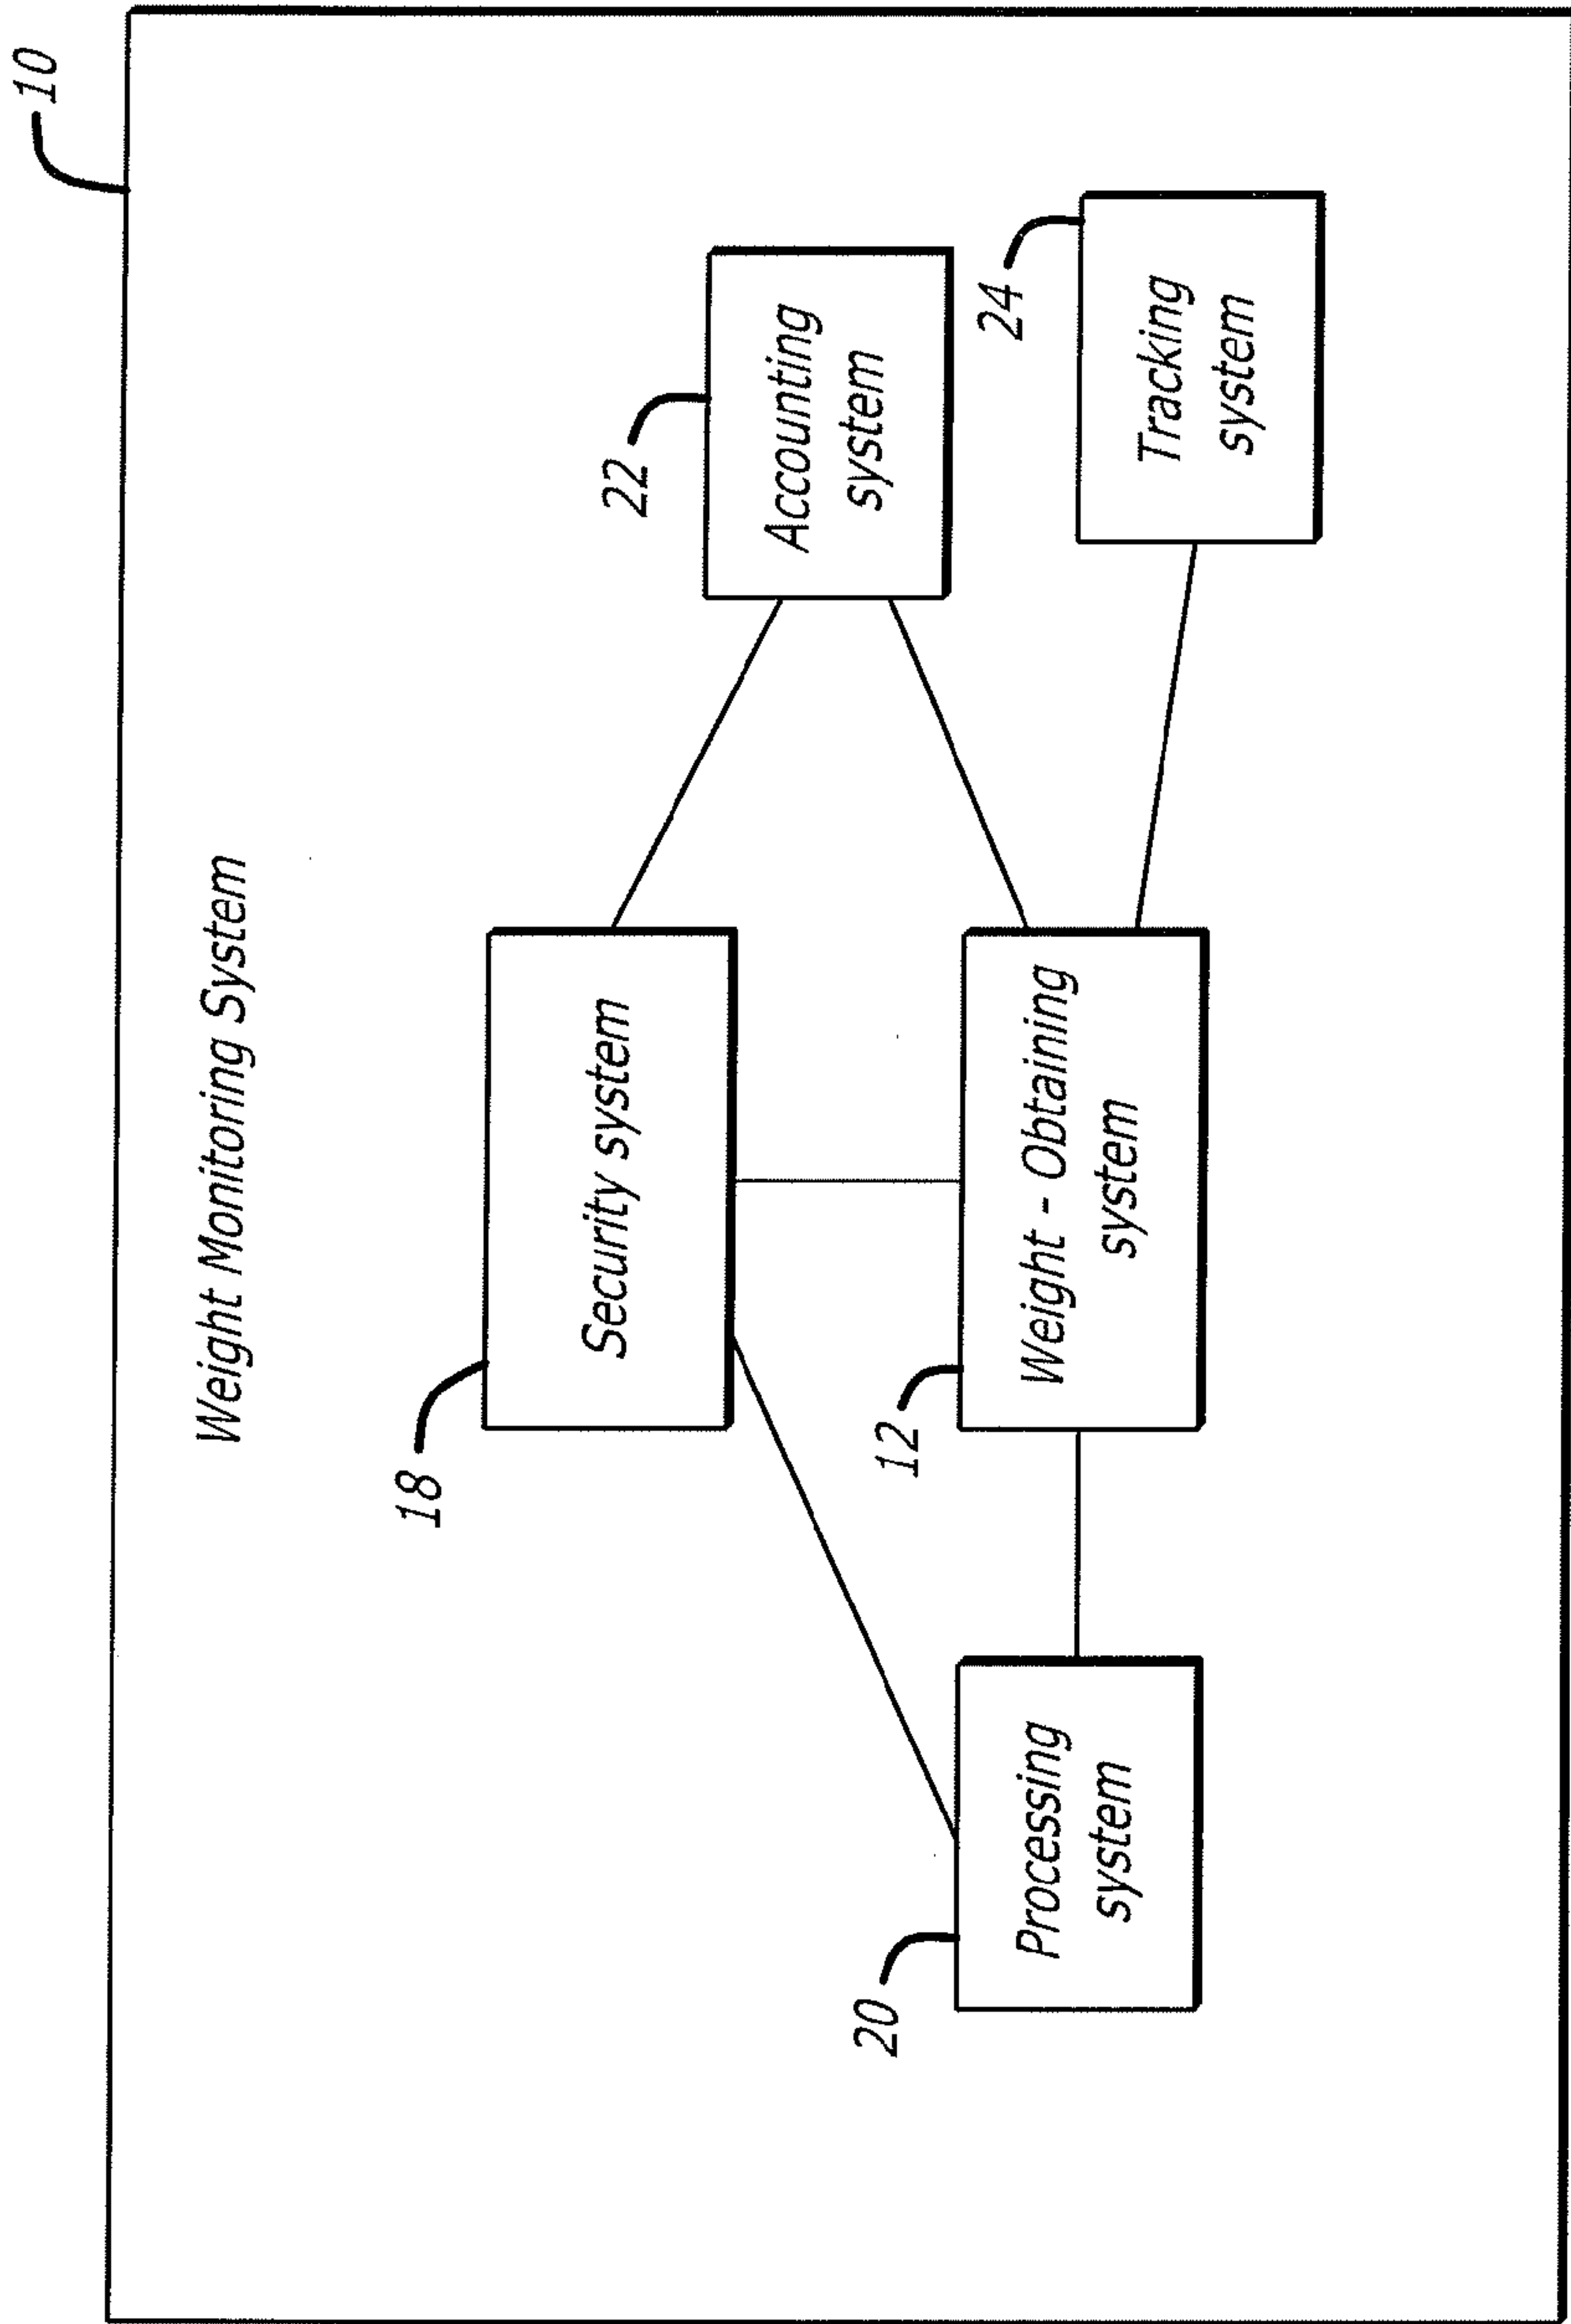 10
Weight Monitoring System
18
Security system
22
Accounting
system
12
Weight - Obtaining
system
24
Tracking
system
20
Processing
system